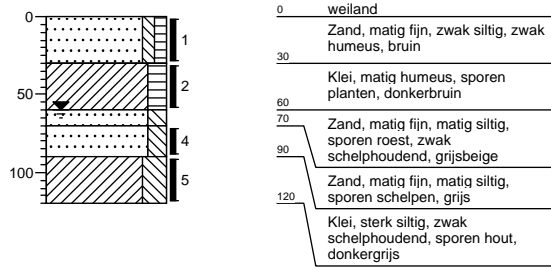 0
50
100
1
2
4
5
0 weiland
Zand, matig fijn, zwak siltig, zwak
humeus, bruin
30
Klei, matig humeus, sporen
planten, donkerbruin
60
70
Zand, matig fijn, matig siltig,
sporen roest, zwak
schelphoudend, grijsbeige
90
Zand, matig fijn, matig siltig,
sporen schelpen, grijs
120
Klei, sterk siltig, zwak
schelphoudend, sporen hout,
donkergrijs